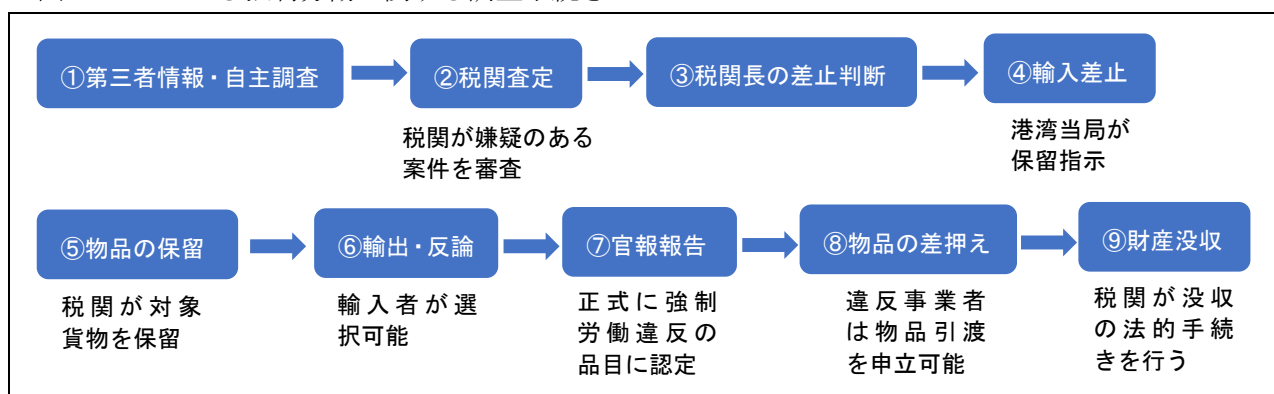 ①第三者情報・自主調査
②税関査定
③税関長の差止判断
④輸入差止
税関が嫌疑のある
案件を審査
港湾当局が
保留指示
⑤物品の保留
⑥輸出・反論
⑦官報報告
⑧物品の差押え
⑨財産没収
税関が対象
貨物を保留
輸入者が選
択可能
正式に強制
労働違反の
品目に認定
違反事業者
は物品引渡
を申立可能
税関が没収
の法的手続
きを行う